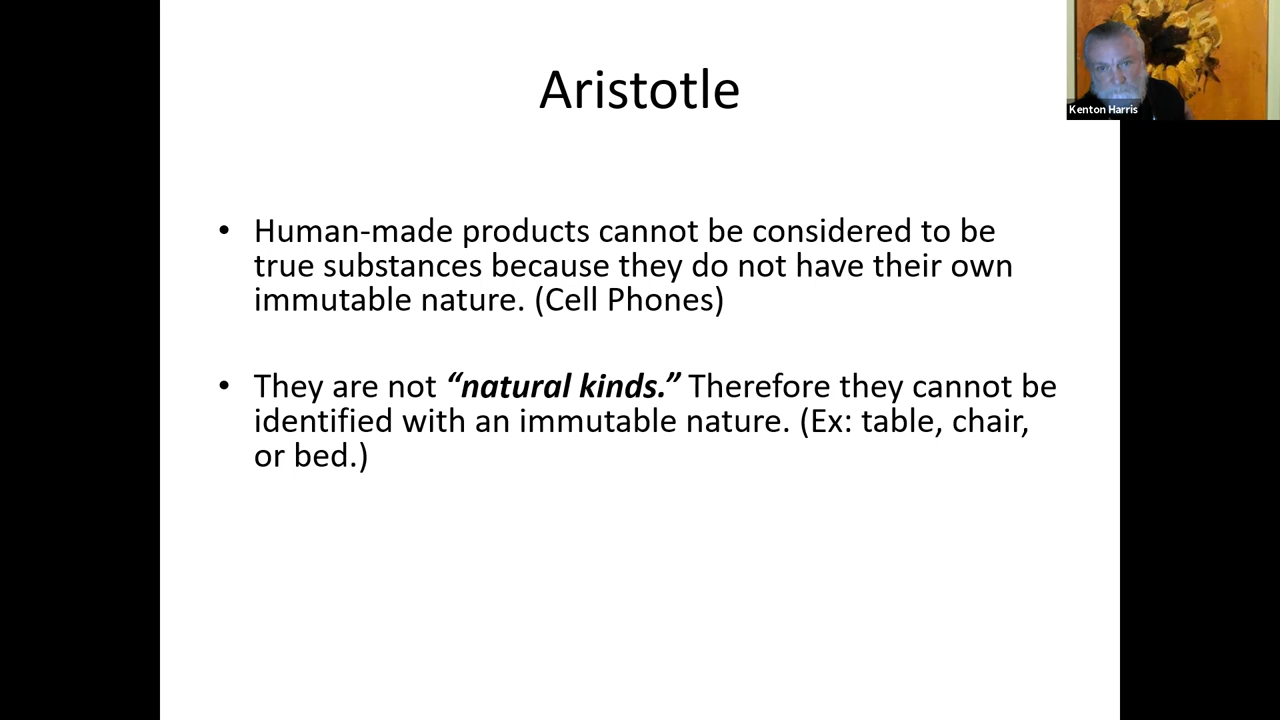 Aristotle
Kenton Harris
• Human-made products cannot be considered to be
true substances because they do not have their own
immutable nature. (Cell Phones)
• They are not “natural kinds.” Therefore they cannot be
identified with an immutable nature. (Ex: table, chair,
or bed.)